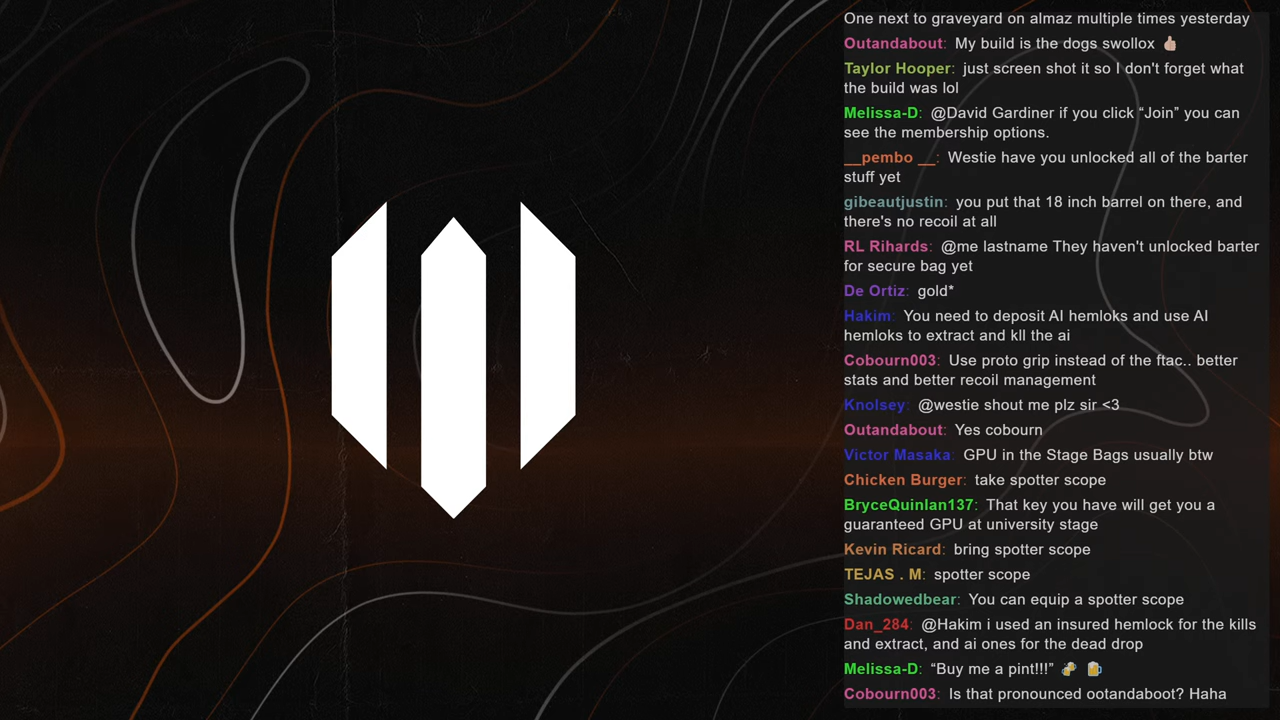 One next to graveyard on almaz multiple times yesterday
Outandabout: My build is the dogs swollox 👍🏼
Taylor Hooper: just screen shot it so I don't forget what
the build was lol
Melissa-D: @David Gardiner if you click “Join” you can
see the membership options.
__pembo __: Westie have you unlocked all of the barter
stuff yet
gibeautjustin: you put that 18 inch barrel on there, and
there's no recoil at all
RL Rihards: @me lastname They haven't unlocked barter
for secure bag yet
De Ortiz: gold*
Hakim: You need to deposit AI hemloks and use AI
hemloks to extract and kll the ai
Cobourn003: Use proto grip instead of the ftac.. better
stats and better recoil management
Knolsey: @westie shout me plz sir <3
Outandabout: Yes cobourn
Victor Masaka: GPU in the Stage Bags usually btw
Chicken Burger: take spotter scope
BryceQuinlan137: That key you have will get you a
guaranteed GPU at university stage
Kevin Ricard: bring spotter scope
TEJAS . M: spotter scope
Shadowedbear: You can equip a spotter scope
Dan_284: @Hakim i used an insured hemlock for the kills
and extract, and ai ones for the dead drop
Melissa-D: “Buy me a pint!!!” 🍻 🍺
Cobourn003: Is that pronounced ootandaboot? Haha